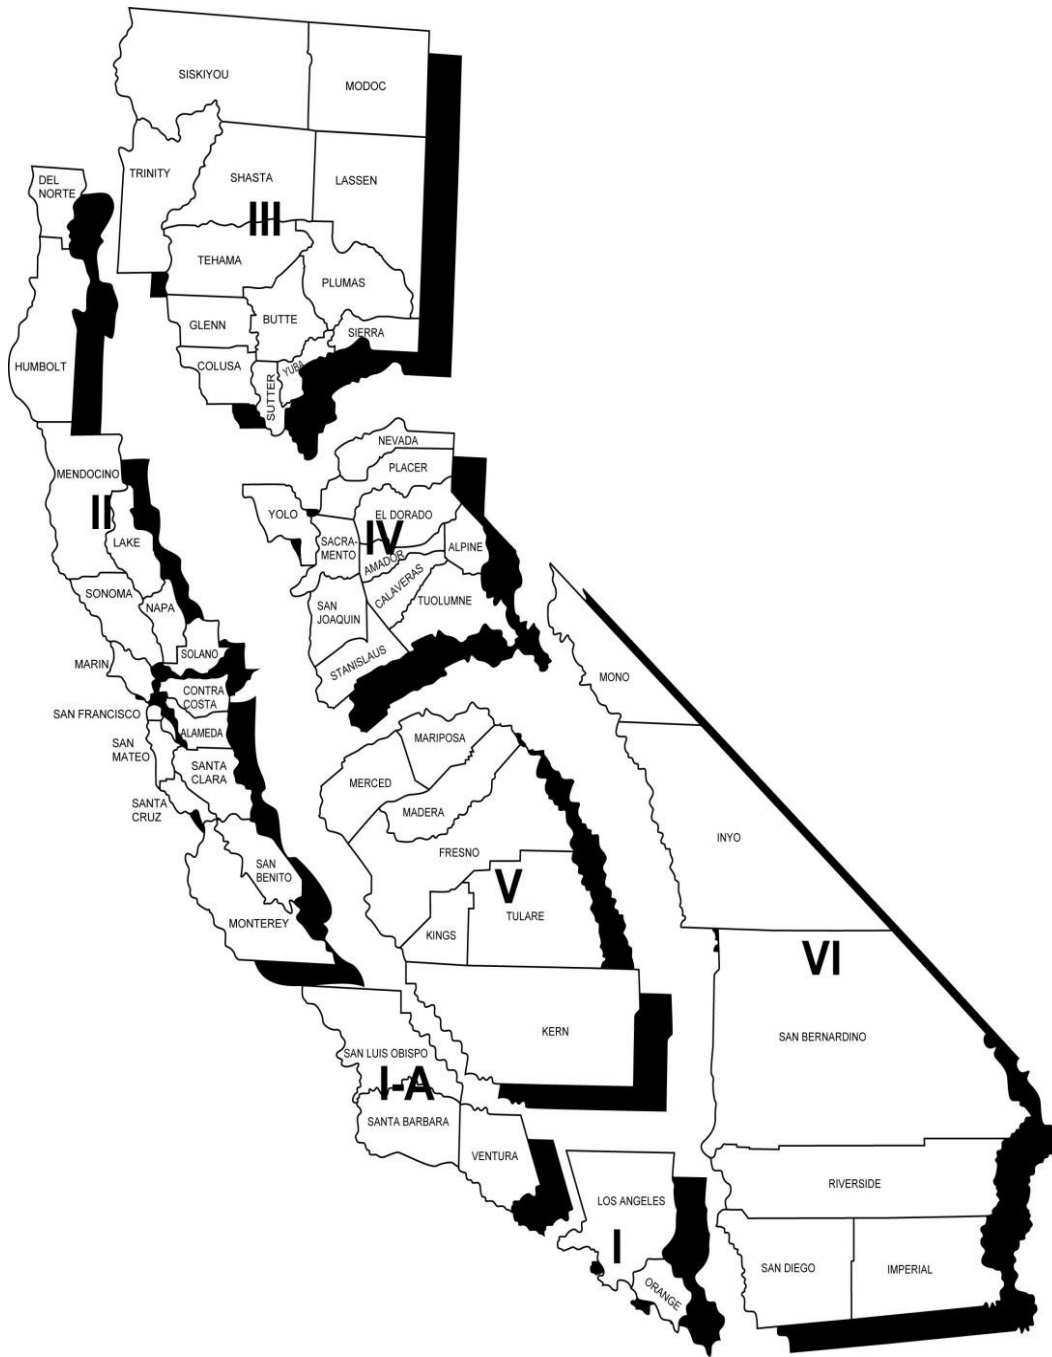 SISKIYOU
MODOC
TRINITY
SHASTA
LASSEN
III
DEL
NORTE
TEHAMA
PLUMAS
GLENN
BUTTE
SIERRA
HUMBOLT
COLUSA
SUTTER
YUBA
NEVADA
PLACER
MENDOCINO
II
YOLO
EL DORADO
IV
SACRA-
MENTO
LAKE
AMADOR
ALPINE
CALAVERAS
SONOMA
NAPA
TUOLUMNE
SAN
JOAQUIN
SOLANO
STANISLAUS
MARIN
CONTRA
COSTA
MONO
SAN FRANCISCO
ALAMEDA
SAN
MATEO
SANTA
CLARA
MARIPOSA
MERCED
SANTA
CRUZ
MADERA
INYO
FRESNO
SAN
BENITO
V
TULARE
MONTEREY
KINGS
VI
KERN
SAN BERNARDINO
SAN LUIS OBISPO
I-A
SANTA BARBARA
VENTURA
RIVERSIDE
LOS ANGELES
I
SAN DIEGO
IMPERIAL
ORANGE